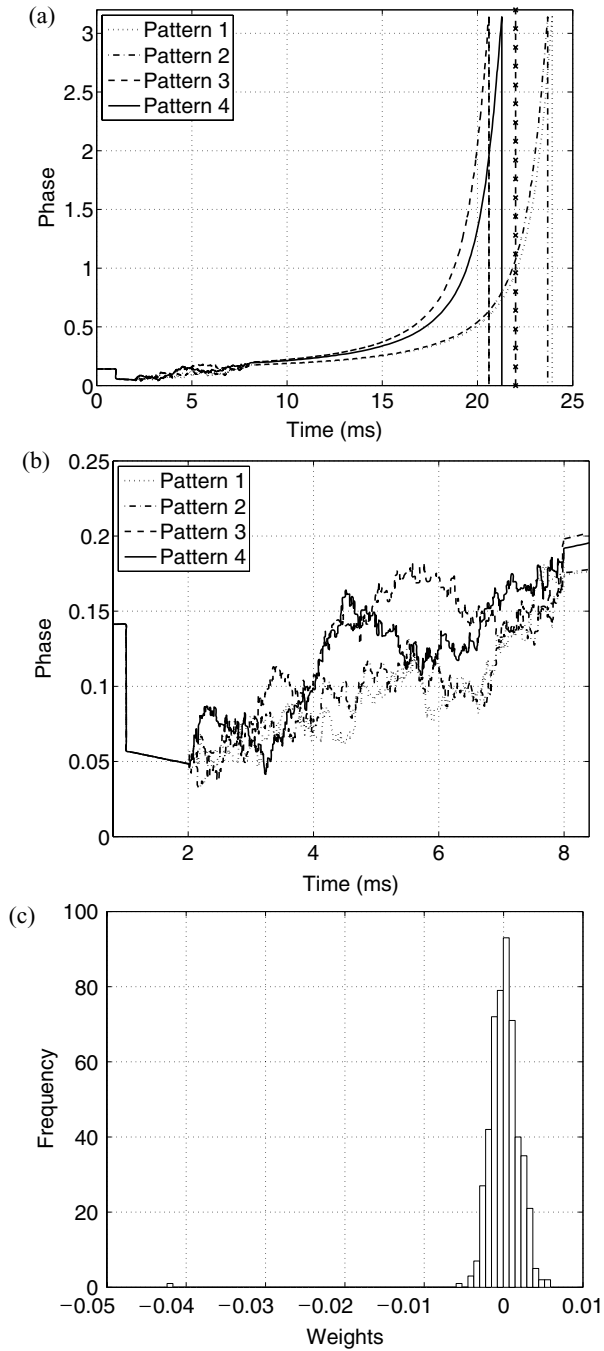 (a)
3
2.5
2
1.5
1
0.5
0
Phase
Pattern 1
Pattern 2
Pattern 3
Pattern 4
0 5 10 15 20 25
Time (ms)
(b)
0.25
0.2
0.15
0.1
0.05
0
Phase
Pattern 1
Pattern 2
Pattern 3
Pattern 4
2 4 6 8
Time (ms)
(c)
100
80
60
40
20
0
Frequency
−0.05 −0.04 −0.03 −0.02 −0.01 0 0.01
Weights